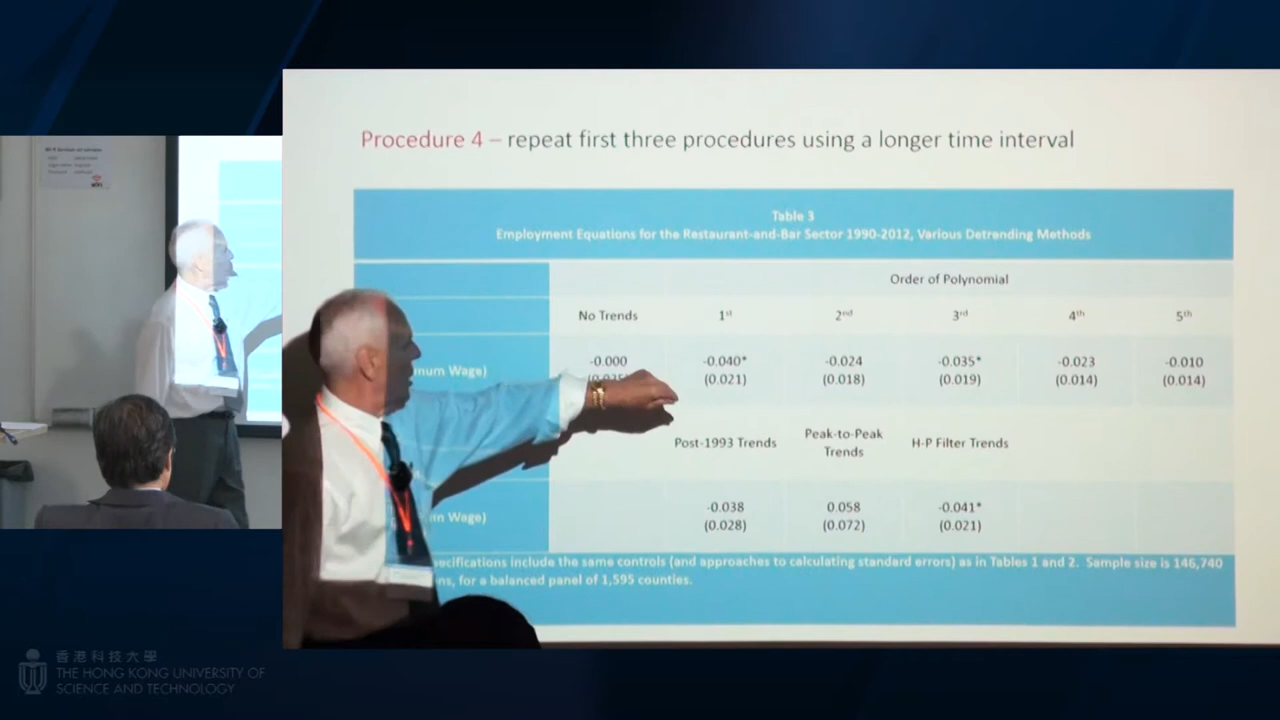 Procedure 4 – repeat first three procedures using a longer time interval
Table 3
Employment Equations for the Restaurant-and-Bar Sector 1990-2012, Various Detranding Methods
Order of Polynomial
No Trends 1st 2nd 3rd 4th 5th
mum Wage) -0.000 -0.040* -0.024 -0.035* -0.023 -0.010
(0.021) (0.018) (0.019) (0.014) (0.014)
Post-1993 Trends Peak-to-Peak Trends H-P Filter Trends
m Wage) -0.038 0.058 -0.041*
(0.028) (0.072) (0.021)
pecifications include the same controls (and approaches to calculating standard errors) as in Tables 1 and 2. Sample size is 146,740
ns, for a balanced panel of 1,595 counties.
香港科技大學
THE HONG KONG UNIVERSITY OF
SCIENCE AND TECHNOLOGY